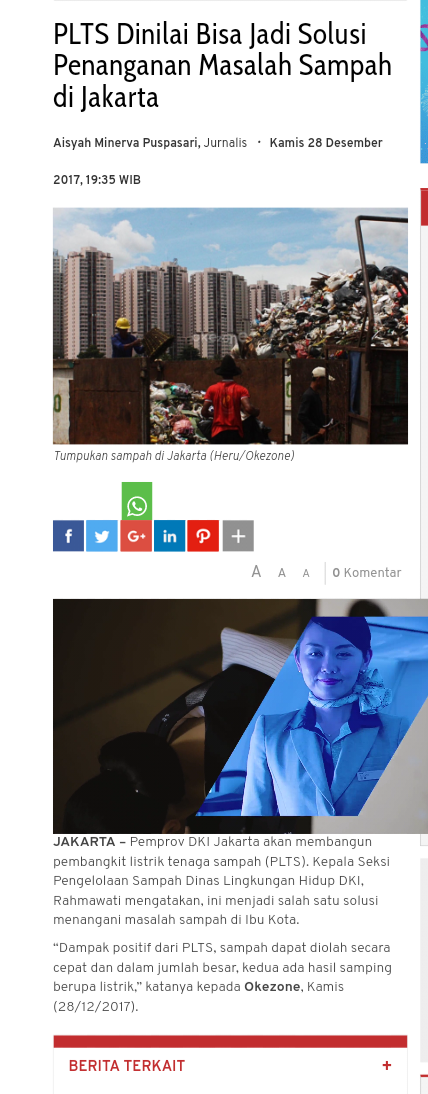 PLTS Dinilai Bisa Jadi Solusi
Penanganan Masalah Sampah
di Jakarta
Aisyah Minerva Puspasari, Jurnalis · Kamis 28 Desember
2017, 19:35 WIB
Tumpukan sampah di Jakarta (Heru/Okezone)
A A A 0 Komentar
JAKARTA – Pemprov DKI Jakarta akan membangun
pembangkit listrik tenaga sampah (PLTS). Kepala Seksi
Pengelolaan Sampah Dinas Lingkungan Hidup DKI,
Rahmawati mengatakan, ini menjadi salah satu solusi
menangani masalah sampah di Ibu Kota.
“Dampak positif dari PLTS, sampah dapat diolah secara
cepat dan dalam jumlah besar, kedua ada hasil samping
berupa listrik,” katanya kepada Okezone, Kamis
(28/12/2017).
BERITA TERKAIT +